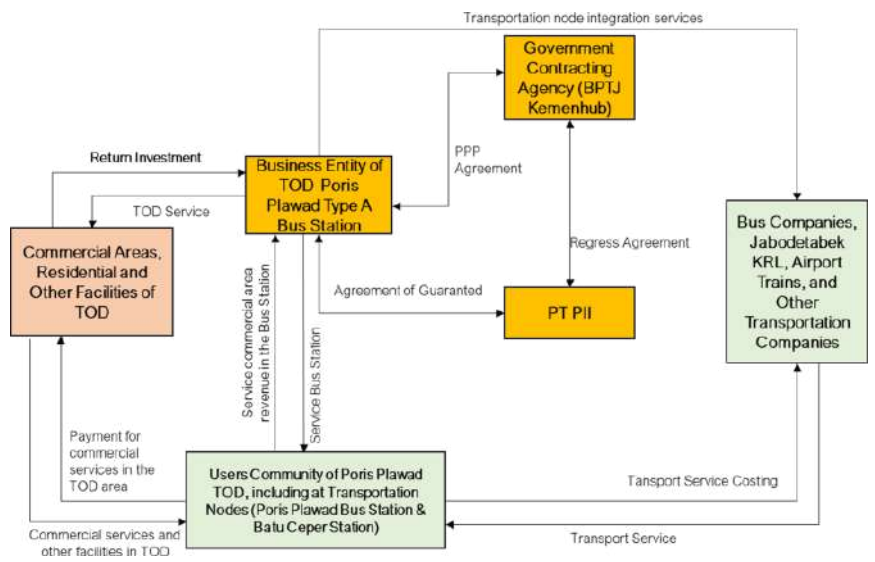 Transportation node integration services
Government
Contracting
Agency (BPTJ
Kemenhub)
Return Investment
PPP
Agreement
Business Entity of
TOD Poris
Plawad Type A
Bus Station
TOD Service
Commercial Areas,
Residential and
Other Facilities of
TOD
Bus Companies,
Jabodetabek
KRL, Airport
Trains, and
Other
Transportation
Companies
Regress Agreement
Agreement of Guaranted
PT PII
Service commercial area
revenue in the Bus Station
Service Bus Station
Payment for
commercial
services in the
TOD area
Users Community of Poris Plawad
TOD, including at Transportation
Nodes (Poris Plawad Bus Station &
Batu Ceper Station)
Tansport Service Costing
Commercial services and
other facilities in TOD
Transport Service